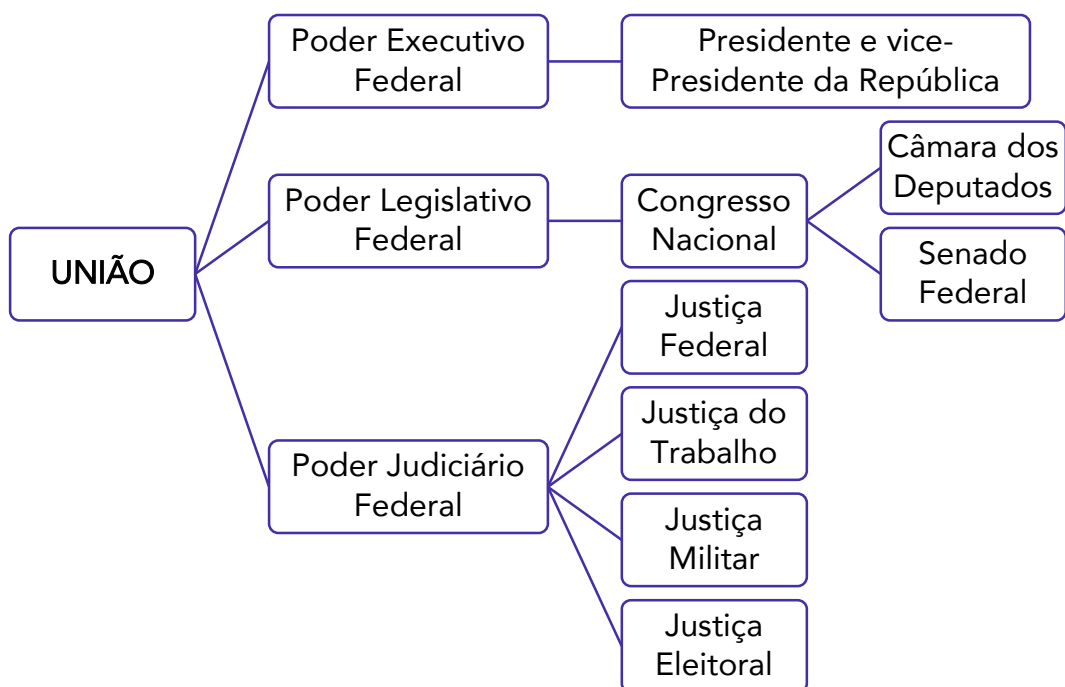 UNIÃO
Poder Executivo
Federal
Presidente e vice-
Presidente da República
Poder Legislativo
Federal
Congresso
Nacional
Câmara dos
Deputados
Senado
Federal
Poder Judiciário
Federal
Justiça
Federal
Justiça do
Trabalho
Justiça
Militar
Justiça
Eleitoral